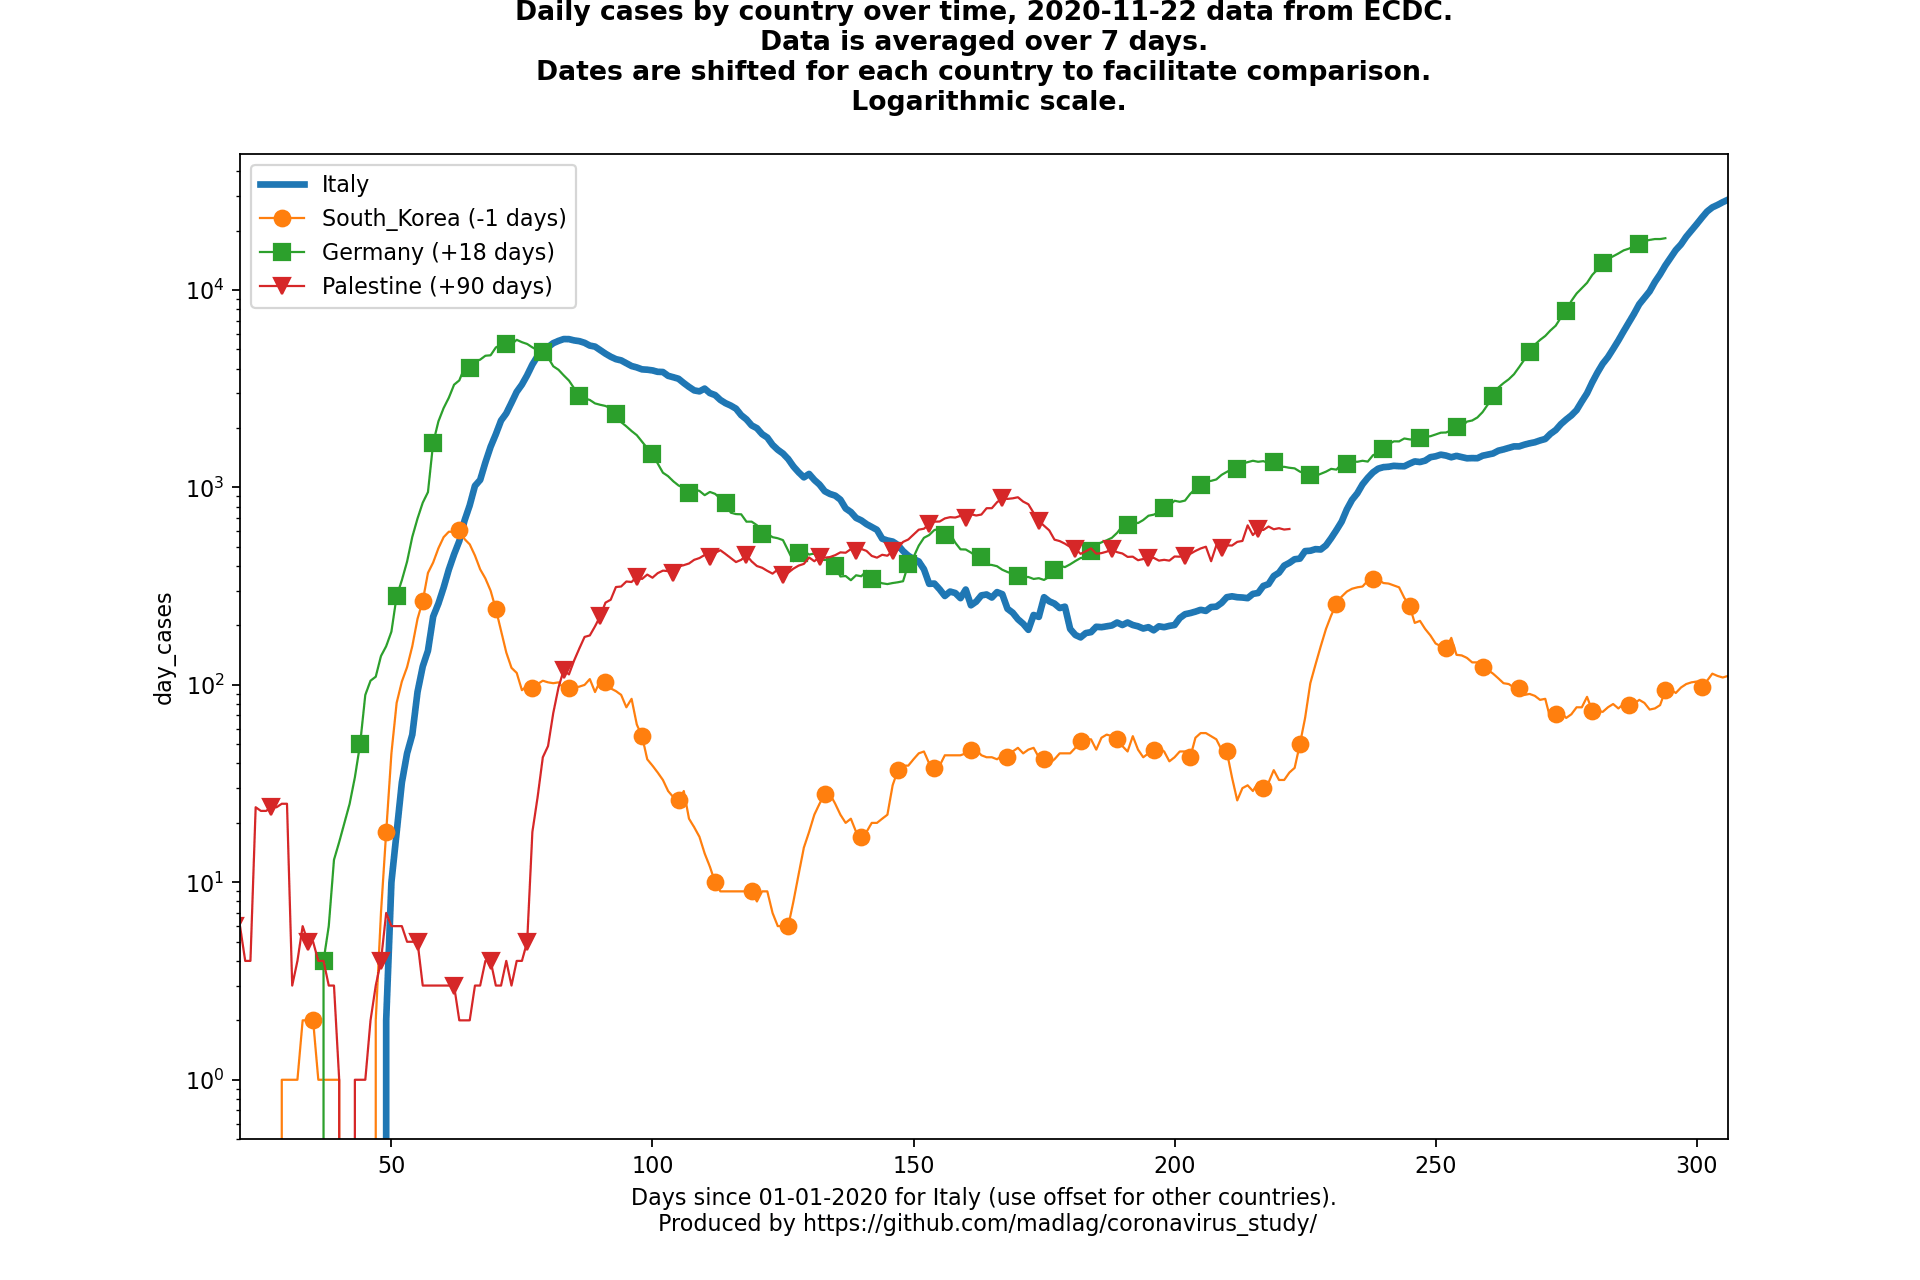 Daily cases by country over time, 2020-11-22 data from ECDC.
Data is averaged over 7 days.
Dates are shifted for each country to facilitate comparison.
Logarithmic scale.
Italy
South_Korea (-1 days)
Germany (+18 days)
Palestine (+90 days)
10⁴
10³
10²
10¹
10⁰
day_cases
50 100 150 200 250 300
Days since 01-01-2020 for Italy (use offset for other countries).
Produced by https://github.com/madlag/coronavirus_study/